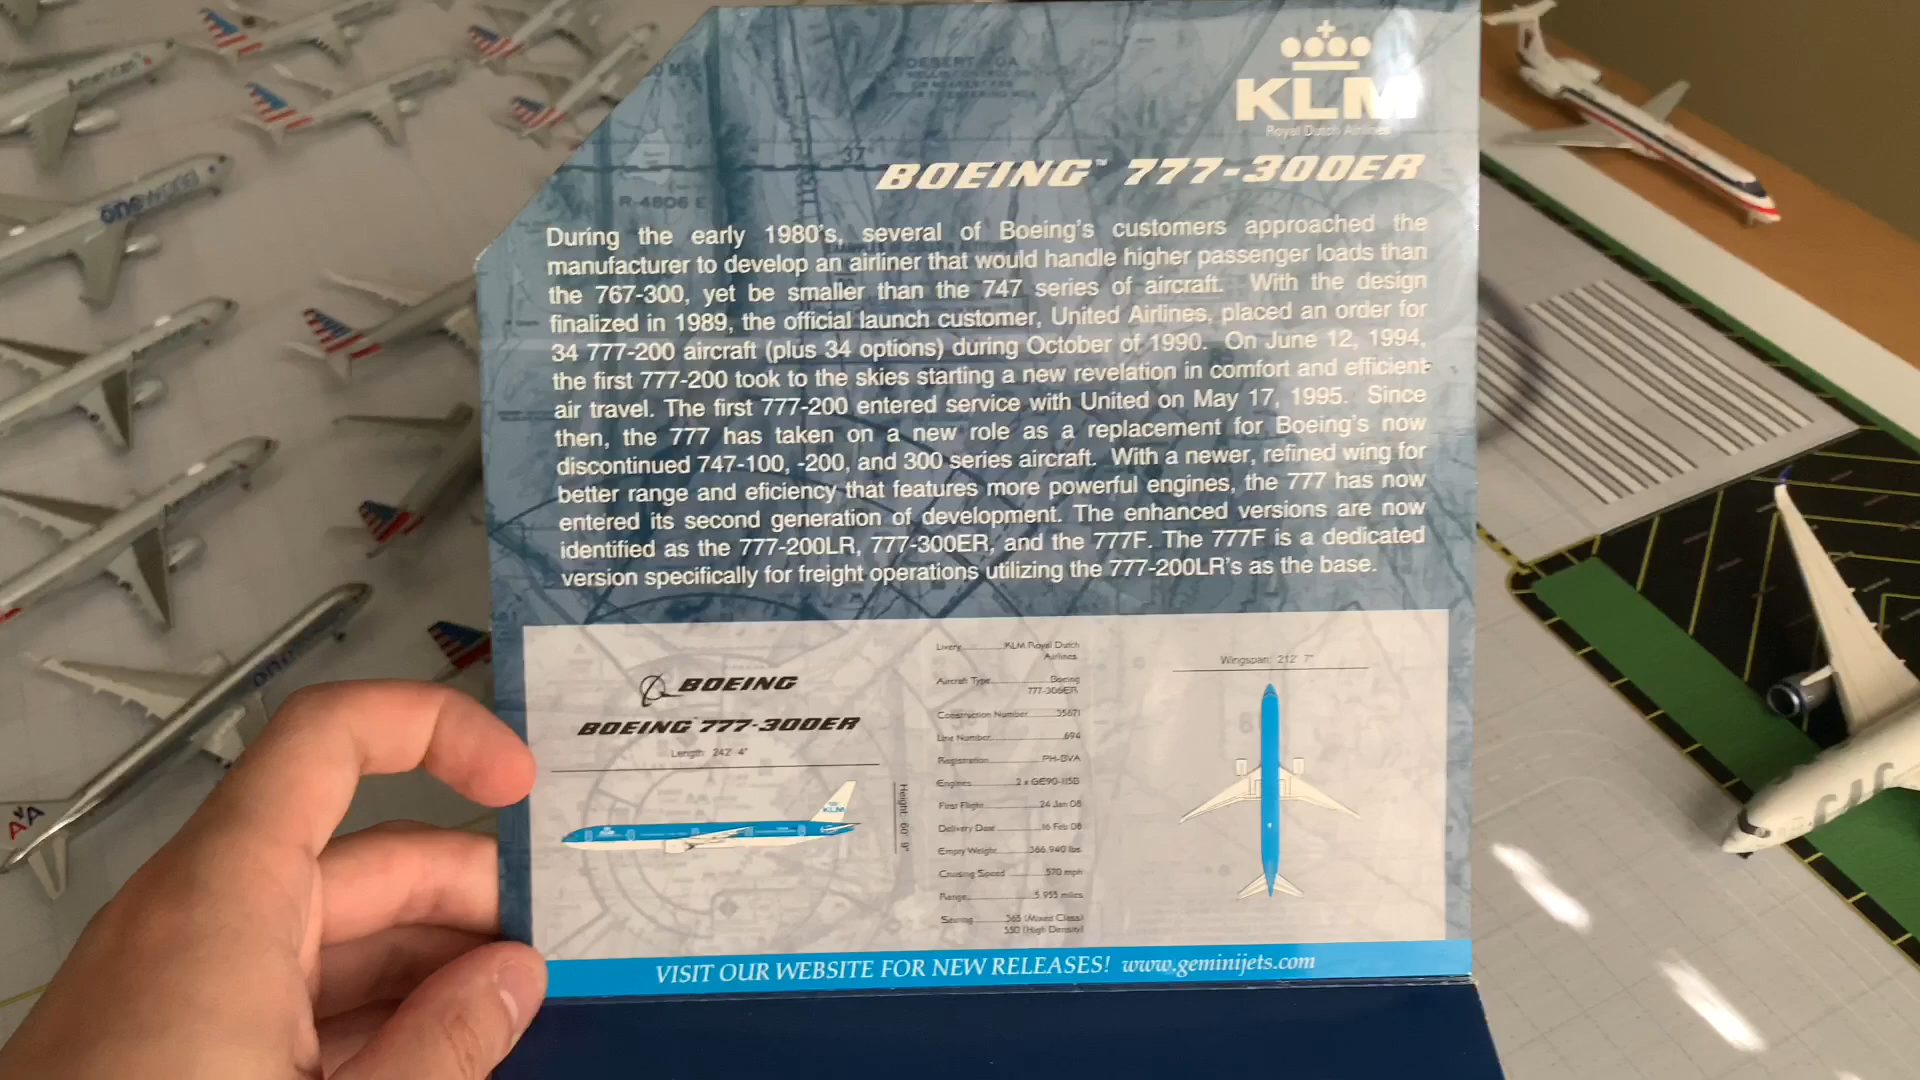 KLM
Royal Dutch Airlines
BOEING™ 777-300ER
37°
R-4806 E
During the early 1980's, several of Boeing's customers approached the
manufacturer to develop an airliner that would handle higher passenger loads than
the 767-300, yet be smaller than the 747 series of aircraft. With the design
finalized in 1989, the official launch customer, United Airlines, placed an order for
34 777-200 aircraft (plus 34 options) during October of 1990. On June 12, 1994,
the first 777-200 took to the skies starting a new revelation in comfort and efficient
air travel. The first 777-200 entered service with United on May 17, 1995. Since
then, the 777 has taken on a new role as a replacement for Boeing's now
discontinued 747-100, -200, and 300 series aircraft. With a newer, refined wing for
better range and eficiency that features more powerful engines, the 777 has now
entered its second generation of development. The enhanced versions are now
identified as the 777-200LR, 777-300ER, and the 777F. The 777F is a dedicated
version specifically for freight operations utilizing the 777-200LR's as the base.
BOEING
BOEING 777-300ER
Length: 242' 4"
Height: 60' 9"
KLM
Livery KLM Royal Dutch
Airlines
Aircraft Type Boeing
777-306ER
Construction Number 35671
Line Number 694
Registration PH-BVA
Engines 2 x GE90-115B
First Flight 24 Jan 08
Delivery Date 16 Feb 08
Empty Weight 366,940 lbs
Cruising Speed 570 mph
Range 5,955 miles
Seating 365 (Mixed Class)
550 (High Density)
Wingspan: 212' 7"
VISIT OUR WEBSITE FOR NEW RELEASES! www.geminijets.com
oneworld
American
AA